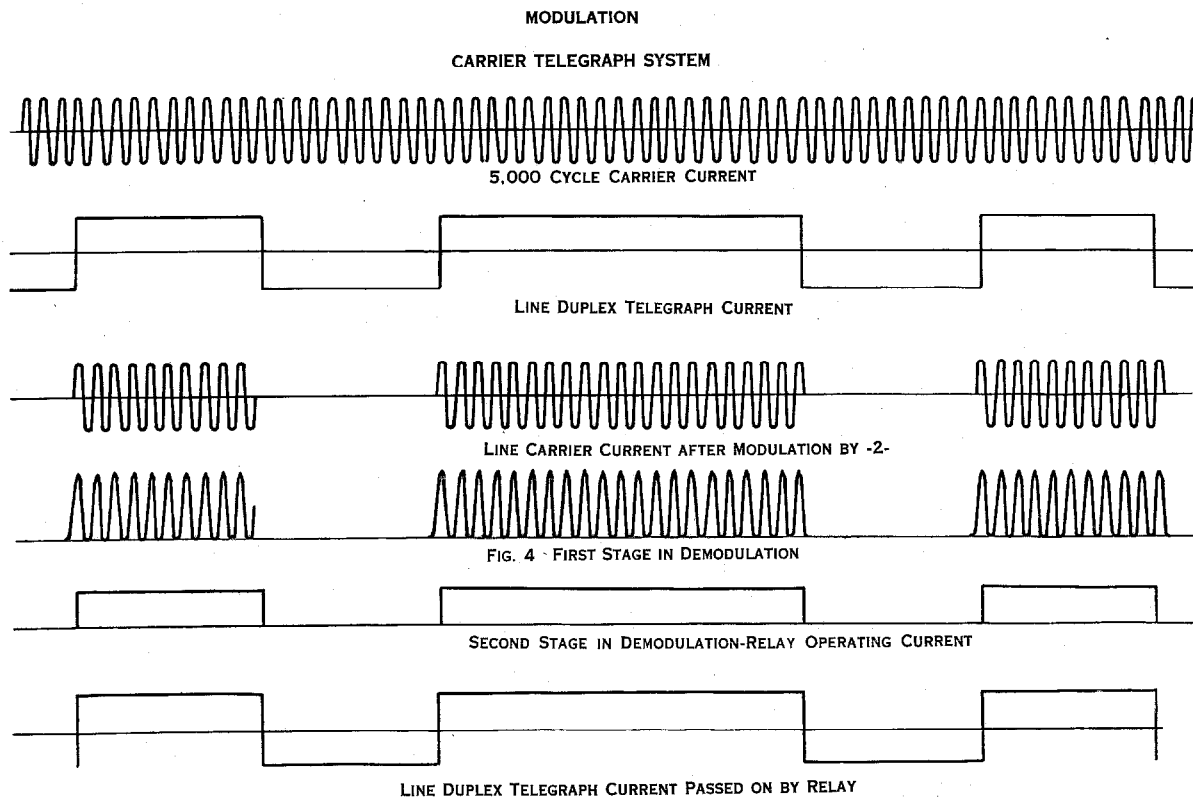 MODULATION
CARRIER TELEGRAPH SYSTEM
5,000 CYCLE CARRIER CURRENT
LINE DUPLEX TELEGRAPH CURRENT
LINE CARRIER CURRENT AFTER MODULATION BY -2-
FIG. 4 FIRST STAGE IN DEMODULATION
SECOND STAGE IN DEMODULATION-RELAY OPERATING CURRENT
LINE DUPLEX TELEGRAPH CURRENT PASSED ON BY RELAY